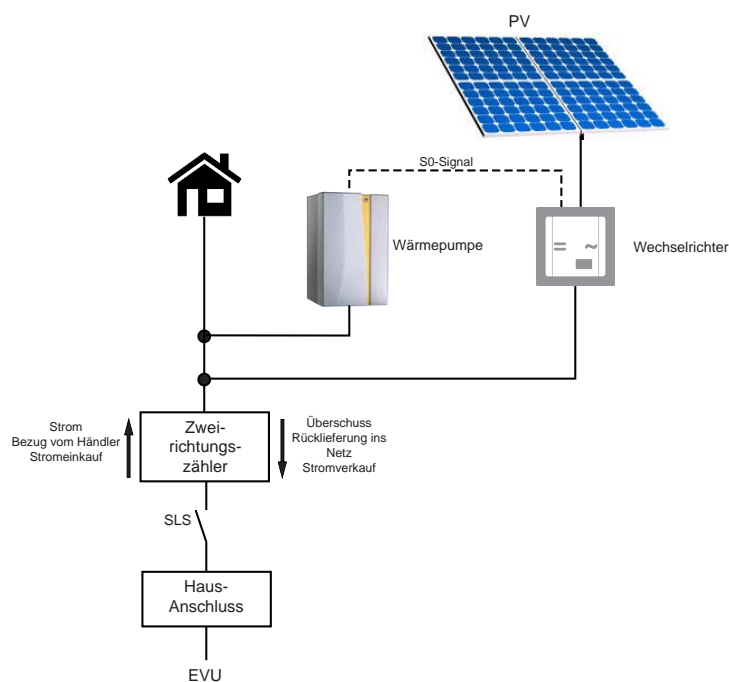 PV
S0-Signal
Wärmepumpe
= ~
Wechselrichter
Strom
Bezug vom Händler
Stromeinkauf
Zwei-
richtungs-
zähler
Überschuss
Rücklieferung ins
Netz
Stromverkauf
SLS
Haus-
Anschluss
EVU